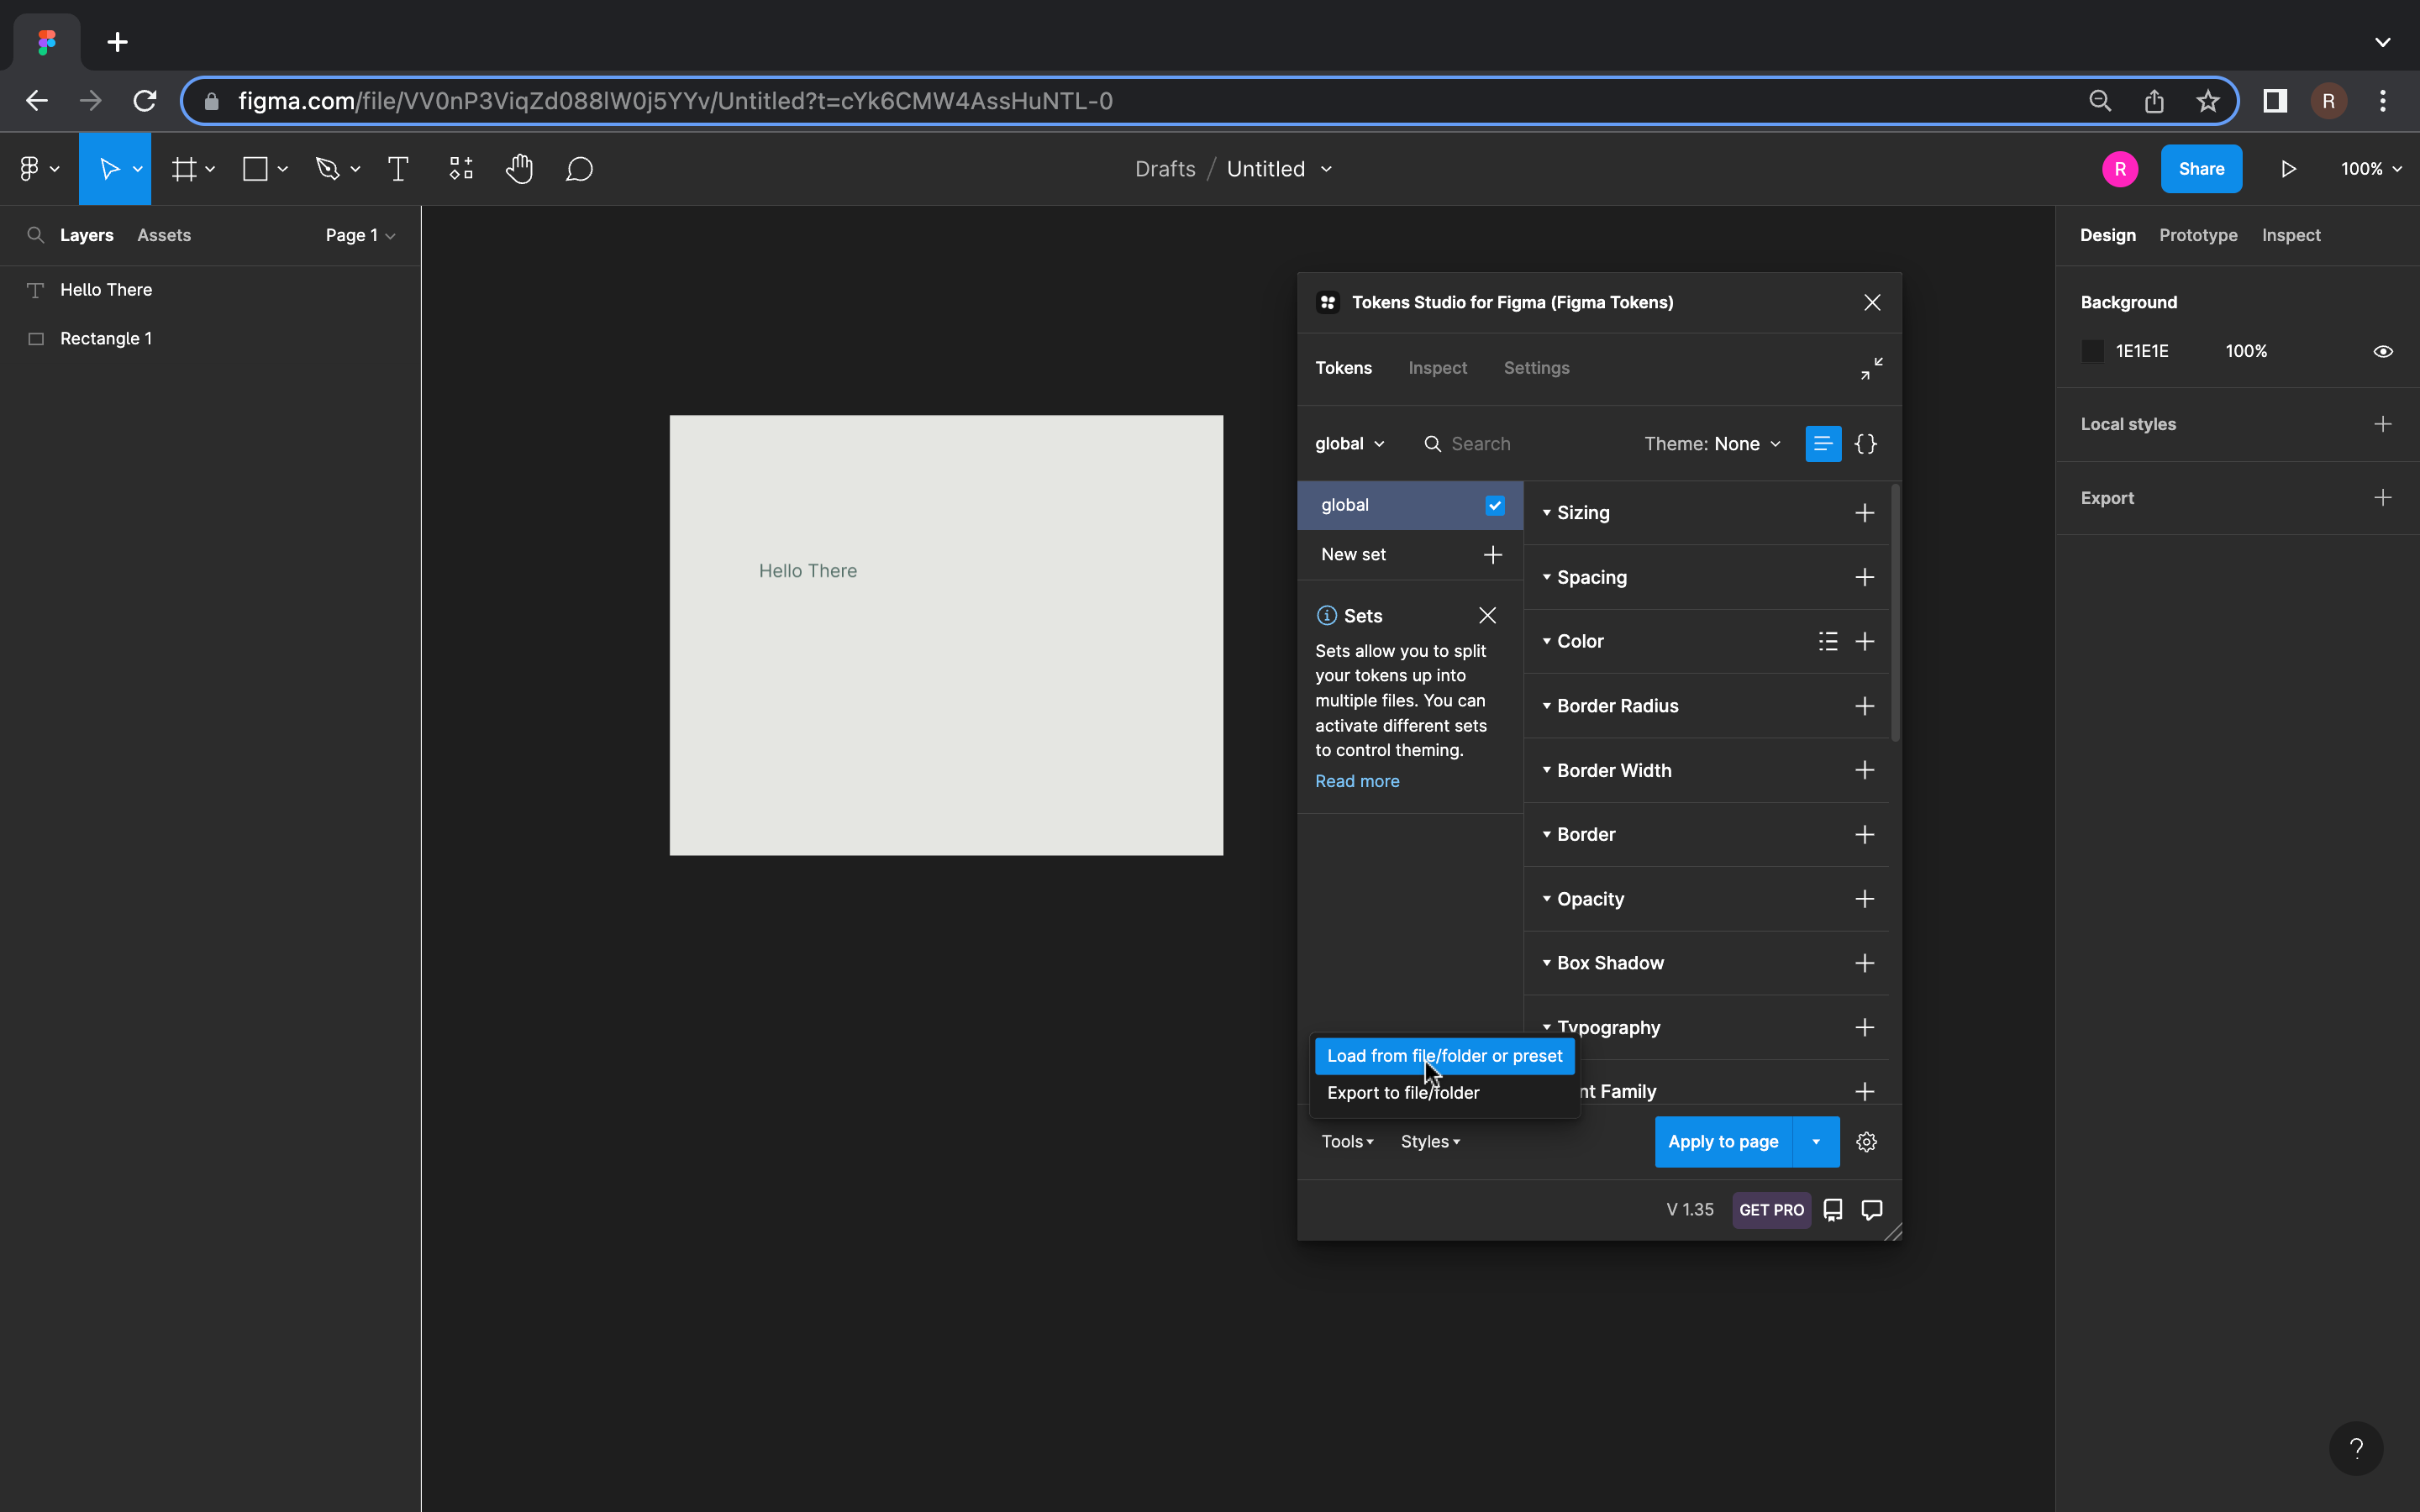 figma.com/file/VV0nP3ViqZd088lW0j5YYv/Untitled?t=cYk6CMW4AssHuNTL-0
R
Drafts / Untitled
R
Share
100%
Layers
Assets
Page 1
Hello There
Rectangle 1
Hello There
Tokens Studio for Figma (Figma Tokens)
Tokens
Inspect
Settings
global
Search
Theme: None
global
New set
Sets
Sets allow you to split
your tokens up into
multiple files. You can
activate different sets
to control theming.
Read more
Sizing
Spacing
Color
Border Radius
Border Width
Border
Opacity
Box Shadow
Typography
nt Family
Load from file/folder or preset
Export to file/folder
Tools
Styles
Apply to page
V 1.35
GET PRO
Design
Prototype
Inspect
Background
1E1E1E
100%
Local styles
Export
?